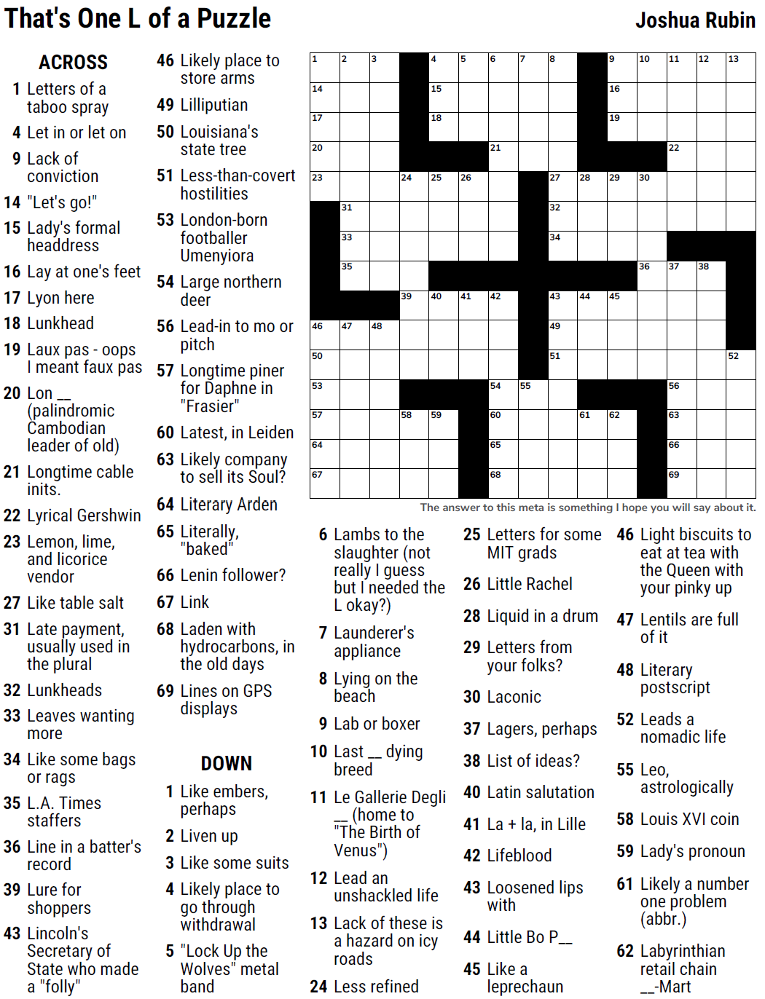 That's One L of a Puzzle
Joshua Rubin
ACROSS
1 Letters of a
taboo spray
4 Let in or let on
9 Lack of
conviction
14 "Let's go!"
15 Lady's formal
headdress
16 Lay at one's feet
17 Lyon here
18 Lunkhead
19 Laux pas - oops
I meant faux pas
20 Lon __
(palindromic
Cambodian
leader of old)
21 Longtime cable
inits.
22 Lyrical Gershwin
23 Lemon, lime,
and licorice
vendor
27 Like table salt
31 Late payment,
usually used in
the plural
32 Lunkheads
33 Leaves wanting
more
34 Like some bags
or rags
35 L.A. Times
staffers
36 Line in a batter's
record
39 Lure for
shoppers
43 Lincoln's
Secretary of
State who made
a "folly"
46 Likely place to
store arms
49 Lilliputian
50 Louisiana's
state tree
51 Less-than-covert
hostilities
53 London-born
footballer
Umenyiora
54 Large northern
deer
56 Lead-in to mo or
pitch
57 Longtime piner
for Daphne in
"Frasier"
60 Latest, in Leiden
63 Likely company
to sell its Soul?
64 Literary Arden
65 Literally,
"baked"
66 Lenin follower?
67 Link
68 Laden with
hydrocarbons, in
the old days
69 Lines on GPS
displays
DOWN
1 Like embers,
perhaps
2 Liven up
3 Like some suits
4 Likely place to
go through
withdrawal
5 "Lock Up the
Wolves" metal
band
1 2 3 4 5 6 7 8 9 10 11 12 13
14 15 16
17 18 19
20 21 22
23 24 25 26 27 28 29 30
31 32
33 34
35 36 37 38
39 40 41 42 43 44 45
46 47 48 49
50 51 52
53 54 55 56
57 58 59 60 61 62 63
64 65 66
67 68 69
The answer to this meta is something I hope you will say about it.
6 Lambs to the
slaughter (not
really I guess
but I needed the
L okay?)
7 Launderer's
appliance
8 Lying on the
beach
9 Lab or boxer
10 Last __ dying
breed
11 Le Gallerie Degli
__ (home to
"The Birth of
Venus")
12 Lead an
unshackled life
13 Lack of these is
a hazard on icy
roads
24 Less refined
25 Letters for some
MIT grads
26 Little Rachel
28 Liquid in a drum
29 Letters from
your folks?
30 Laconic
37 Lagers, perhaps
38 List of ideas?
40 Latin salutation
41 La + la, in Lille
42 Lifeblood
43 Loosened lips
with
44 Little Bo P__
45 Like a
leprechaun
46 Light biscuits to
eat at tea with
the Queen with
your pinky up
47 Lentils are full
of it
48 Literary
postscript
52 Leads a
nomadic life
55 Leo,
astrologically
58 Louis XVI coin
59 Lady's pronoun
61 Likely a number
one problem
(abbr.)
62 Labyrinthian
retail chain
__-Mart